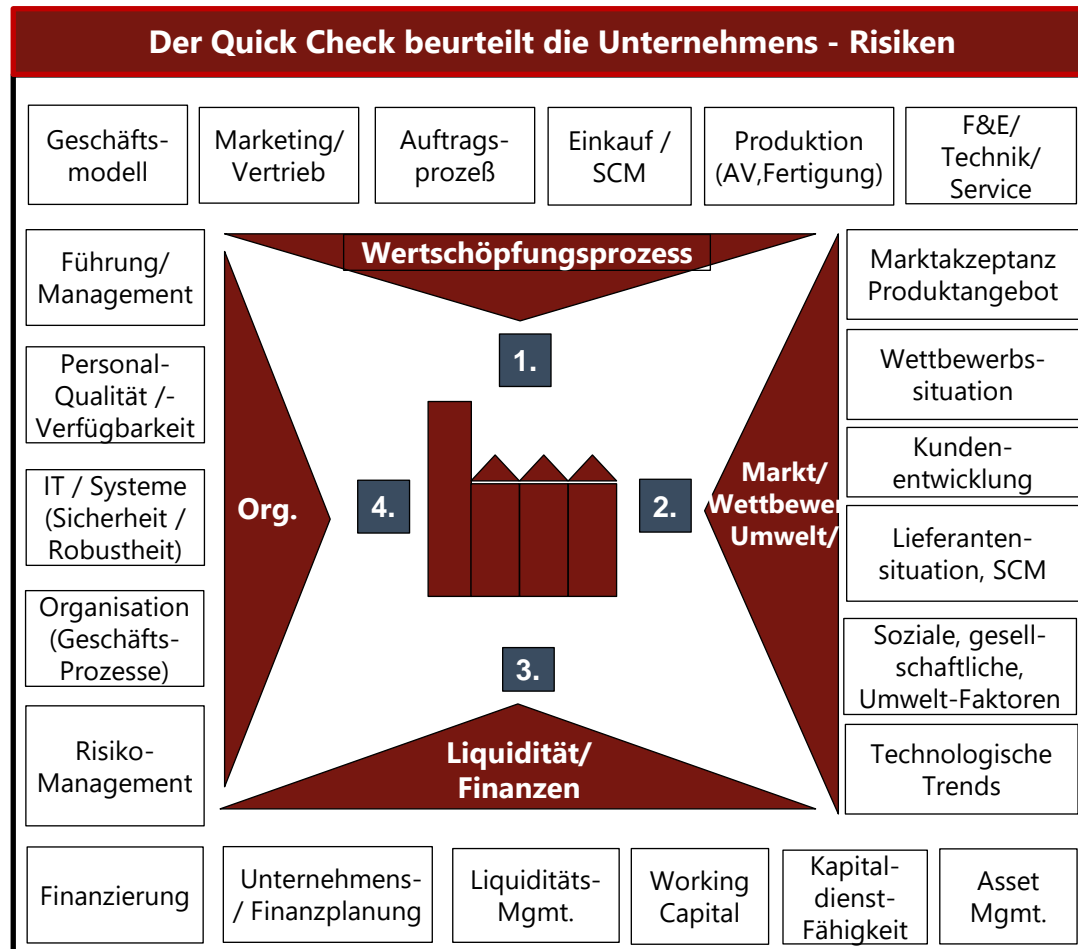 Der Quick Check beurteilt die Unternehmens - Risiken
Geschäfts-
modell
Marketing/
Vertrieb
Auftrags-
prozeß
Einkauf /
SCM
Produktion
(AV,Fertigung)
F&E/
Technik/
Service
Führung/
Management
Personal-
Qualität /-
Verfügbarkeit
IT / Systeme
(Sicherheit /
Robustheit)
Organisation
(Geschäfts-
Prozesse)
Risiko-
Management
Wertschöpfungsprozess
1.
Org.
4.
2.
Markt/
Wettbewer
Umwelt/
3.
Liquidität/
Finanzen
Marktakzeptanz
Produktangebot
Wettbewerbs-
situation
Kunden-
entwicklung
Lieferanten-
situation, SCM
Soziale, gesell-
schaftliche,
Umwelt-Faktoren
Technologische
Trends
Finanzierung
Unternehmens-
/ Finanzplanung
Liquiditäts-
Mgmt.
Working
Capital
Kapital-
dienst-
Fähigkeit
Asset
Mgmt.